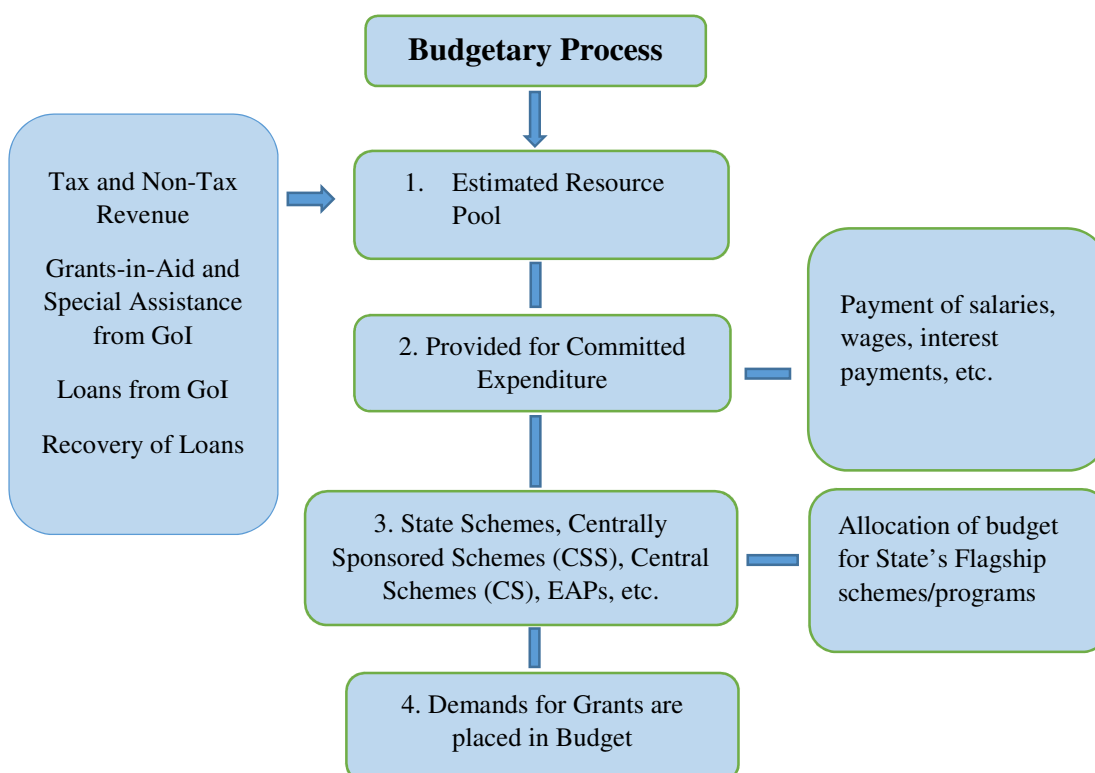 Budgetary Process
Tax and Non-Tax
Revenue
Grants-in-Aid and
Special Assistance
from GoI
Loans from GoI
Recovery of Loans
1. Estimated Resource
Pool
2. Provided for Committed
Expenditure
Payment of salaries,
wages, interest
payments, etc.
3. State Schemes, Centrally
Sponsored Schemes (CSS), Central
Schemes (CS), EAPs, etc.
Allocation of budget
for State’s Flagship
schemes/programs
4. Demands for Grants are
placed in Budget